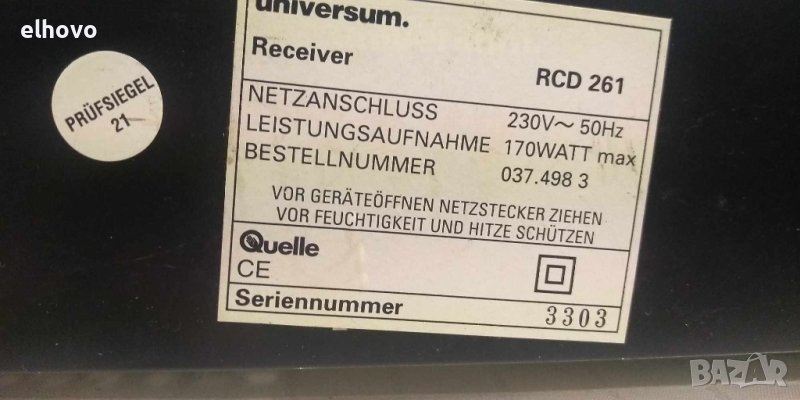 elhovo
universum.
Receiver
RCD 261
PRÜFSIEGEL
21
NETZANSCHLUSS 230V~ 50Hz
LEISTUNGSAUFNAHME 170WATT max
BESTELLNUMMER 037.498 3
VOR GERÄTEÖFFNEN NETZSTECKER ZIEHEN
VOR FEUCHTIGKEIT UND HITZE SCHÜTZEN
Quelle
CE
Seriennummer 3303
BAZAR